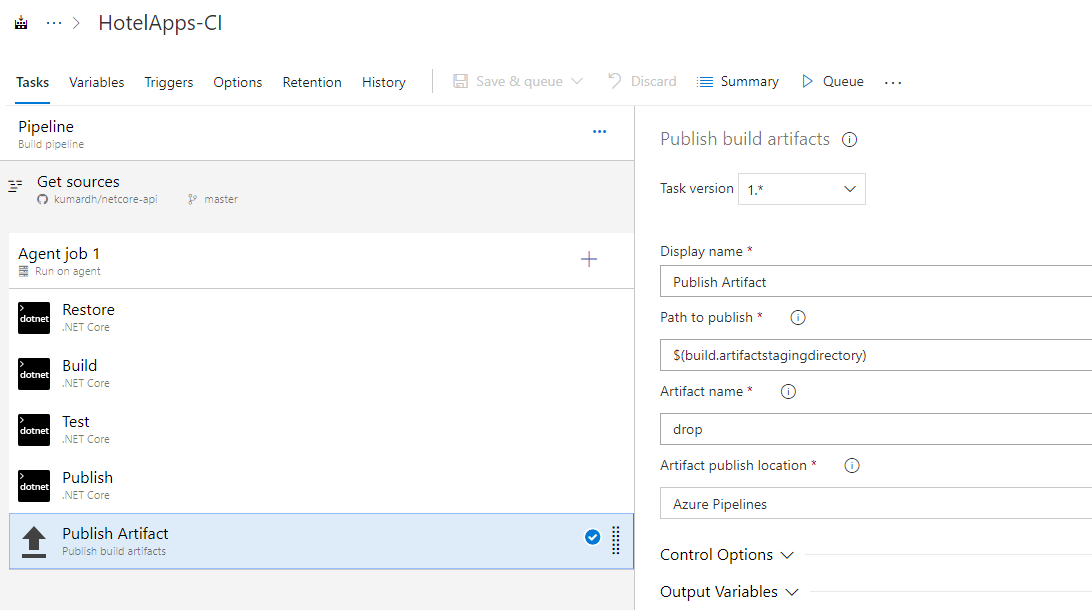 HotelApps-CI
Tasks Variables Triggers Options Retention History Save & queue Discard Summary Queue
Pipeline
Build pipeline
Get sources
kumardh/netcore-api master
Agent job 1
Run on agent
dotnet
Restore
.NET Core
dotnet
Build
.NET Core
dotnet
Test
.NET Core
dotnet
Publish
.NET Core
Publish Artifact
Publish build artifacts
Publish build artifacts
Task version 1.*
Display name *
Publish Artifact
Path to publish *
$(build.artifactstagingdirectory)
Artifact name *
drop
Artifact publish location *
Azure Pipelines
Control Options
Output Variables